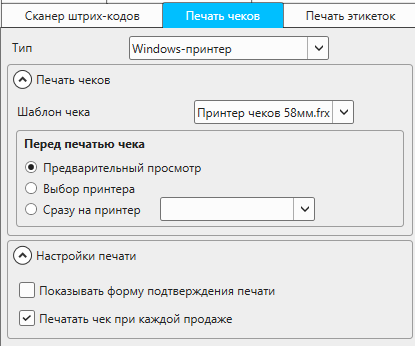 Сканер штрих-кодов Печать чеков Печать этикеток
Тип Windows-принтер
Печать чеков
Шаблон чека Принтер чеков 58мм.frx
Перед печатью чека
Предварительный просмотр
Выбор принтера
Сразу на принтер
Настройки печати
Показывать форму подтверждения печати
Печатать чек при каждой продаже